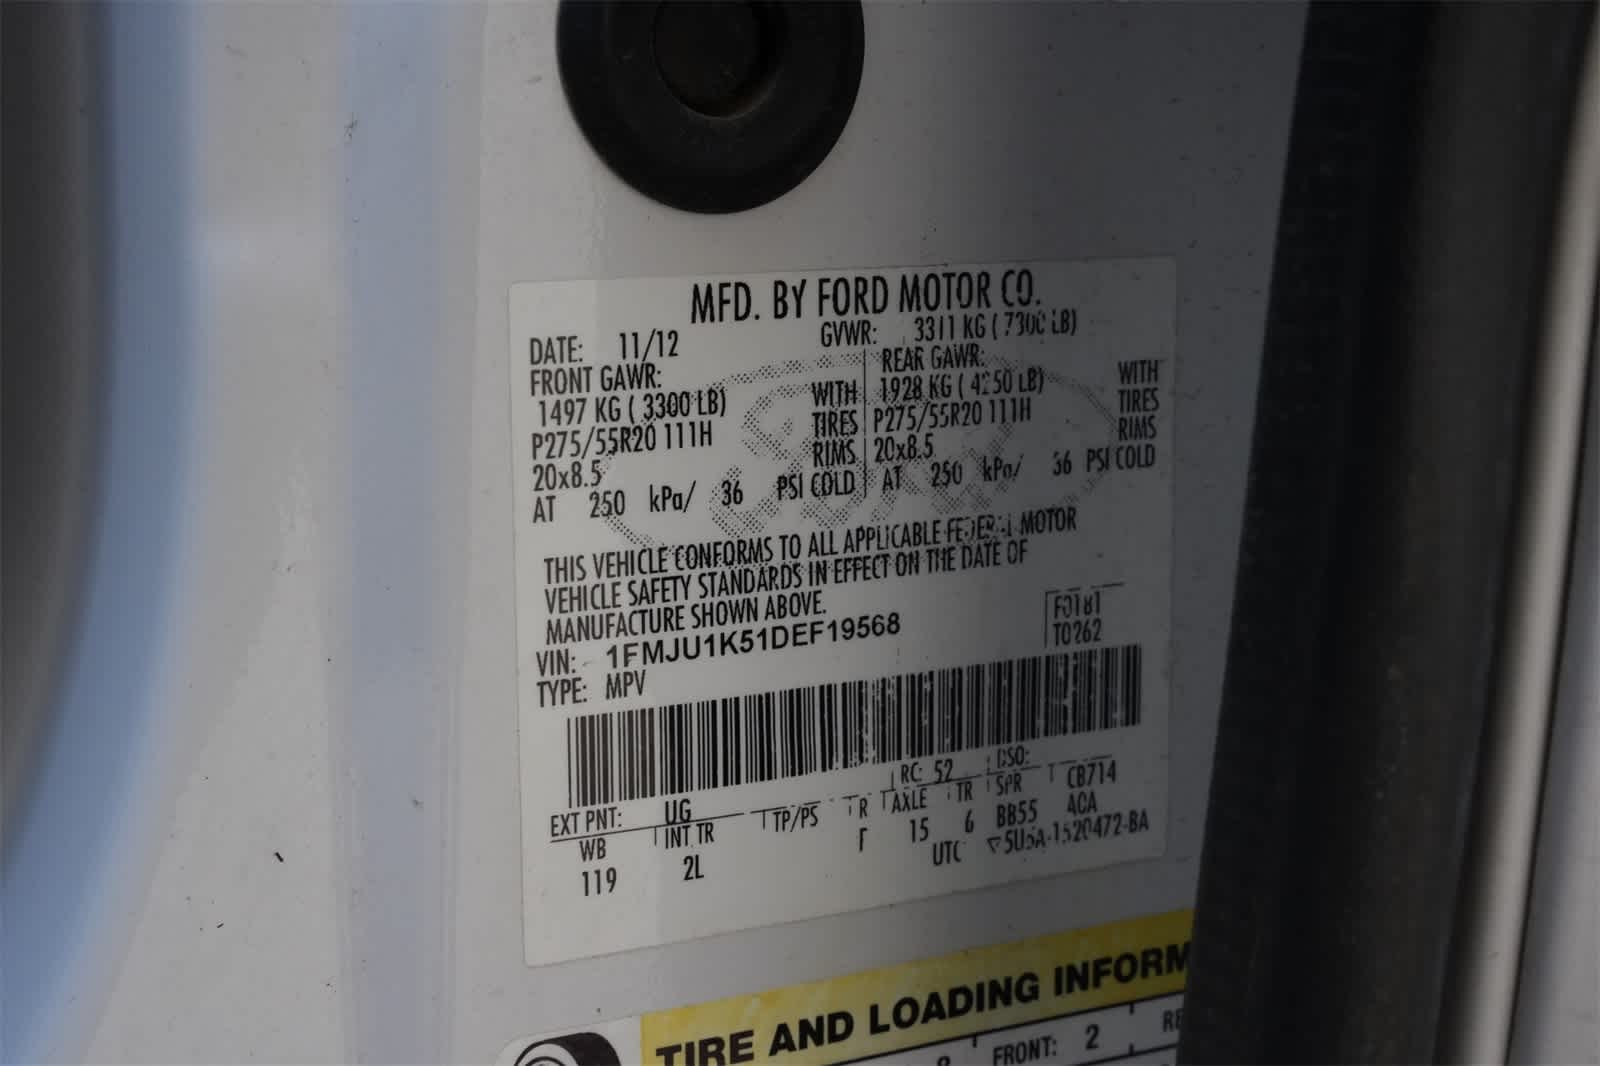 MFD. BY FORD MOTOR CO.
DATE: 11/12 GVWR: 3311 KG ( 7300 LB)
FRONT GAWR: REAR GAWR:
1497 KG ( 3300 LB) WITH 1928 KG ( 4250 LB) WITH
P275/55R20 111H TIRES P275/55R20 111H TIRES
20x8.5 RIMS 20x8.5 RIMS
AT 250 kPa/ 36 PSI COLD AT 250 kPa/ 36 PSI COLD
THIS VEHICLE CONFORMS TO ALL APPLICABLE FEDERAL MOTOR
VEHICLE SAFETY STANDARDS IN EFFECT ON THE DATE OF
MANUFACTURE SHOWN ABOVE.
VIN: 1FMJU1K51DEF19568 F0181
TYPE: MPV T0262
EXT PNT: UG RC: 52 DSO:
WB INT TR TP/PS R AXLE TR SPR CB714
119 2L F 15 6 BB55 ACA
UTC ▽5U5A-1520472-BA
TIRE AND LOADING INFORM
FRONT: 2